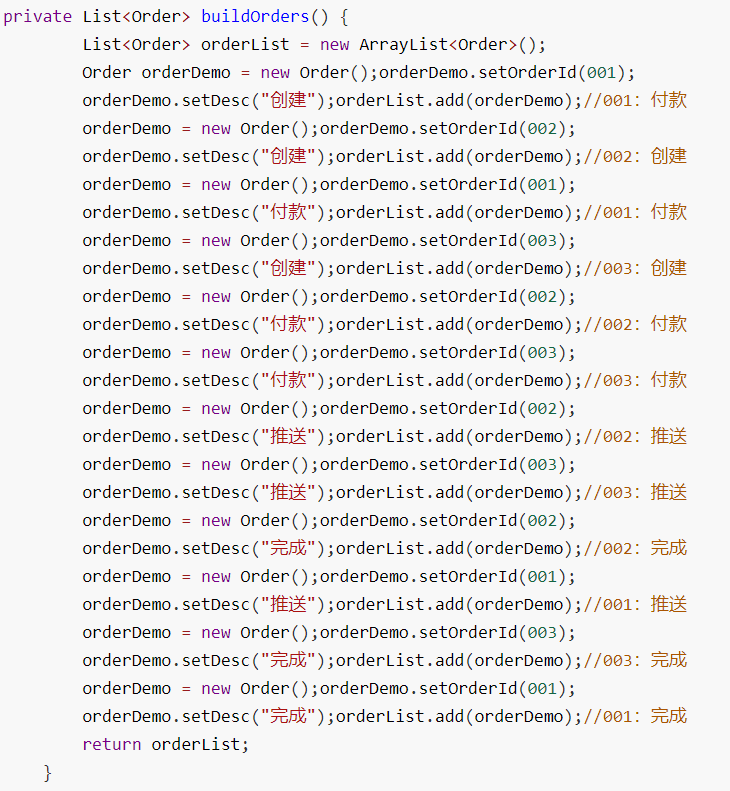 private List<Order> buildOrders() {
List<Order> orderList = new ArrayList<Order>();
Order orderDemo = new Order();orderDemo.setOrderId(001);
orderDemo.setDesc("创建");orderList.add(orderDemo);//001：付款
orderDemo = new Order();orderDemo.setOrderId(002);
orderDemo.setDesc("创建");orderList.add(orderDemo);//002：创建
orderDemo = new Order();orderDemo.setOrderId(001);
orderDemo.setDesc("付款");orderList.add(orderDemo);//001：付款
orderDemo = new Order();orderDemo.setOrderId(003);
orderDemo.setDesc("创建");orderList.add(orderDemo);//003：创建
orderDemo = new Order();orderDemo.setOrderId(002);
orderDemo.setDesc("付款");orderList.add(orderDemo);//002：付款
orderDemo = new Order();orderDemo.setOrderId(003);
orderDemo.setDesc("付款");orderList.add(orderDemo);//003：付款
orderDemo = new Order();orderDemo.setOrderId(002);
orderDemo.setDesc("推送");orderList.add(orderDemo);//002：推送
orderDemo = new Order();orderDemo.setOrderId(003);
orderDemo.setDesc("推送");orderList.add(orderDemo);//003：推送
orderDemo = new Order();orderDemo.setOrderId(002);
orderDemo.setDesc("完成");orderList.add(orderDemo);//002：完成
orderDemo = new Order();orderDemo.setOrderId(001);
orderDemo.setDesc("推送");orderList.add(orderDemo);//001：推送
orderDemo = new Order();orderDemo.setOrderId(003);
orderDemo.setDesc("完成");orderList.add(orderDemo);//003：完成
orderDemo = new Order();orderDemo.setOrderId(001);
orderDemo.setDesc("完成");orderList.add(orderDemo);//001：完成
return orderList;
}